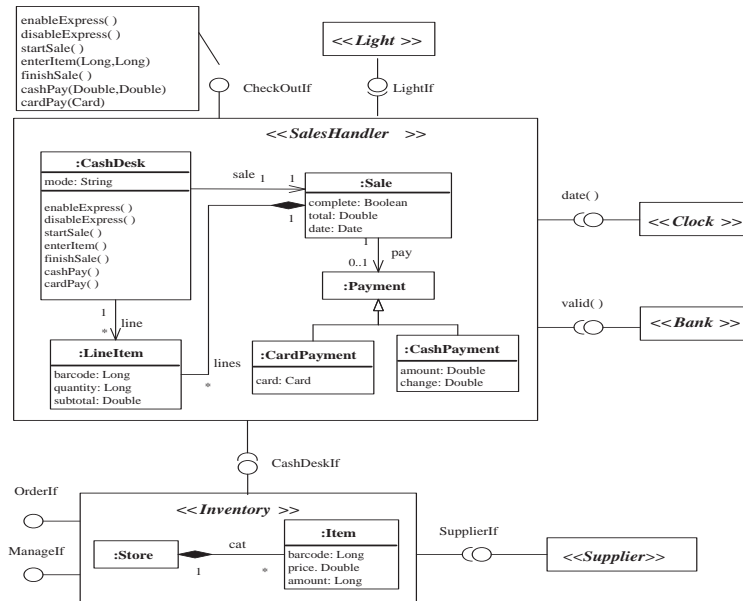 enableExpress( )
disableExpress( )
startSale( )
enterItem(Long,Long)
finishSale( )
cashPay(Double,Double)
cardPay(Card)
CheckOutIf
<<Light >>
LightIf
<<SalesHandler >>
:CashDesk
mode: String
enableExpress( )
disableExpress( )
startSale( )
enterItem( )
finishSale( )
cashPay( )
cardPay( )
sale
1
1
:Sale
complete: Boolean
total: Double
date: Date
1
1
pay
0..1
:Payment
date( )
<<Clock >>
valid( )
<<Bank >>
1
line
*
:LineItem
barcode: Long
quantity: Long
subtotal: Double
lines
*
:CardPayment
card: Card
:CashPayment
amount: Double
change: Double
CashDeskIf
OrderIf
ManageIf
<<Inventory >>
:Store
cat
1
*
:Item
barcode: Long
price. Double
amount: Long
SupplierIf
<<Supplier>>